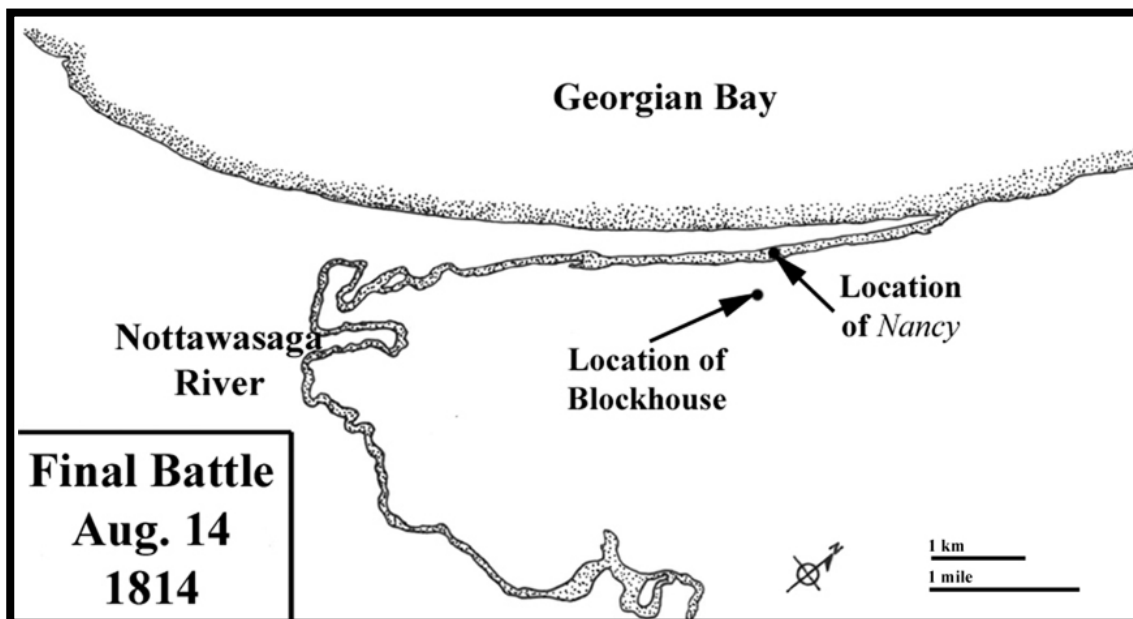 Georgian Bay
Location
of Nancy
Nottawasaga
River
Location of
Blockhouse
Final Battle
Aug. 14
1814
N
1 km
1 mile